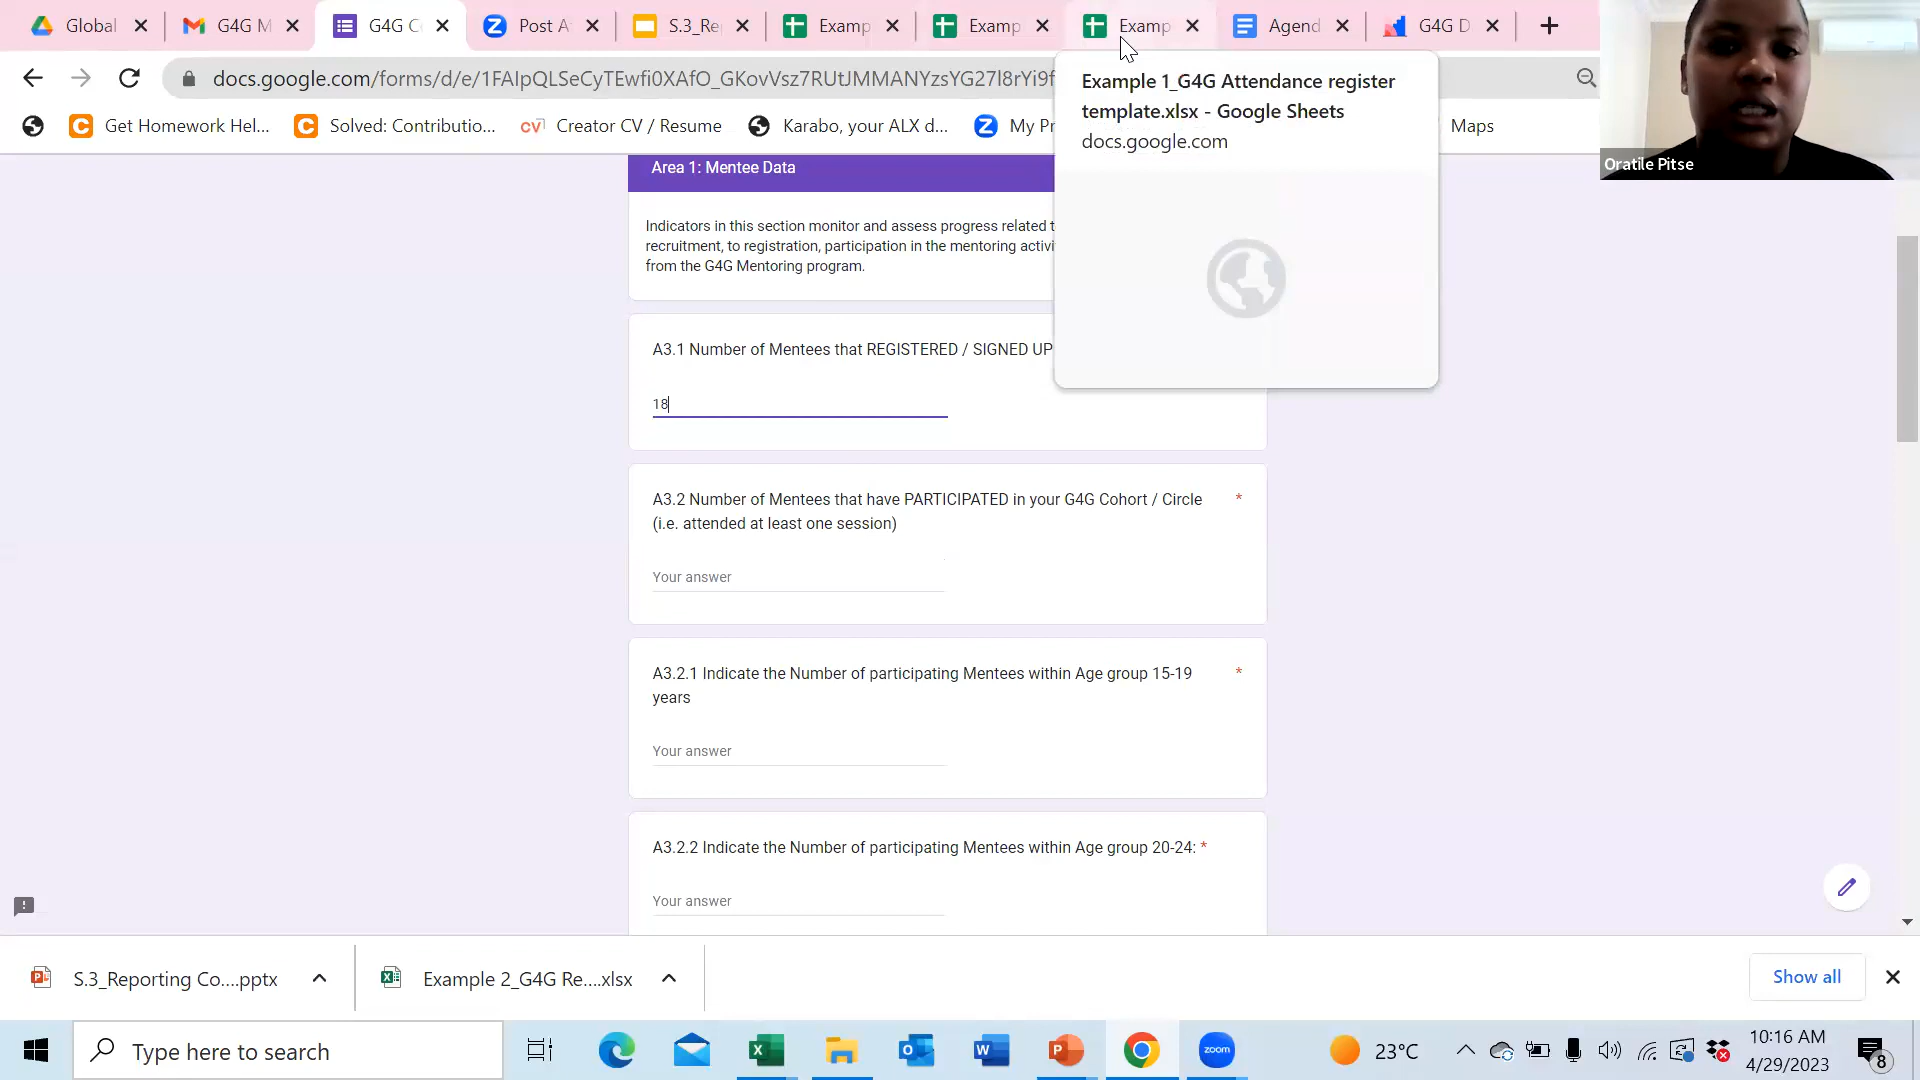 Global
G4G M
G4G C
Post A
S.3_Re
Examp
Examp
Examp
Agend
G4G D
docs.google.com/forms/d/e/1FAIpQLSeCyTEwfi0XAfO_GKovVsz7RUtJMMANYzsYG27l8rYi9f
Get Homework Hel...
Solved: Contributio...
cv
Creator CV / Resume
Karabo, your ALX d...
My Pr
Maps
Example 1_G4G Attendance register
template.xlsx - Google Sheets
docs.google.com
Oratile Pitse
Area 1: Mentee Data
Indicators in this section monitor and assess progress related t
recruitment, to registration, participation in the mentoring activi
from the G4G Mentoring program.
A3.1 Number of Mentees that REGISTERED / SIGNED UP
18
A3.2 Number of Mentees that have PARTICIPATED in your G4G Cohort / Circle *
(i.e. attended at least one session)
Your answer
A3.2.1 Indicate the Number of participating Mentees within Age group 15-19 *
years
Your answer
A3.2.2 Indicate the Number of participating Mentees within Age group 20-24: *
Your answer
S.3_Reporting Co....pptx
Example 2_G4G Re....xlsx
Show all
Type here to search
zoom
23°C
10:16 AM
4/29/2023
8